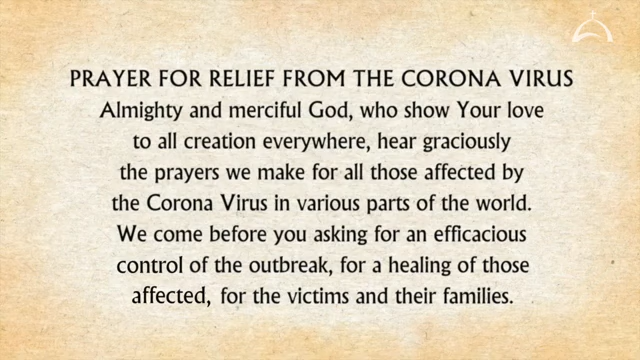 PRAYER FOR RELIEF FROM THE CORONA VIRUS
Almighty and merciful God, who show Your love
to all creation everywhere, hear graciously
the prayers we make for all those affected by
the Corona Virus in various parts of the world.
We come before you asking for an efficacious
control of the outbreak, for a healing of those
affected, for the victims and their families.